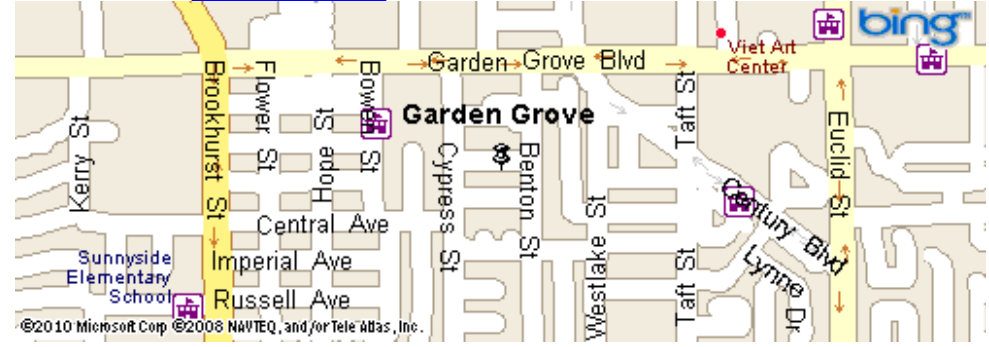 bing
Viet Art
Center
Garden Grove Blvd
Brookhurst St
Flower St
Hope St
Bowen St
Garden Grove
Kerry St
Cypress St
Benton St
Westlake St
Taft St
Taft St
Euclid St
Century Blvd
Central Ave
Imperial Ave
Russell Ave
Sunnyside
Elementary
School
Lynne Dr
©2010 Microsoft Corp ©2008 NAVTEQ, and/or Tele Atlas, Inc.